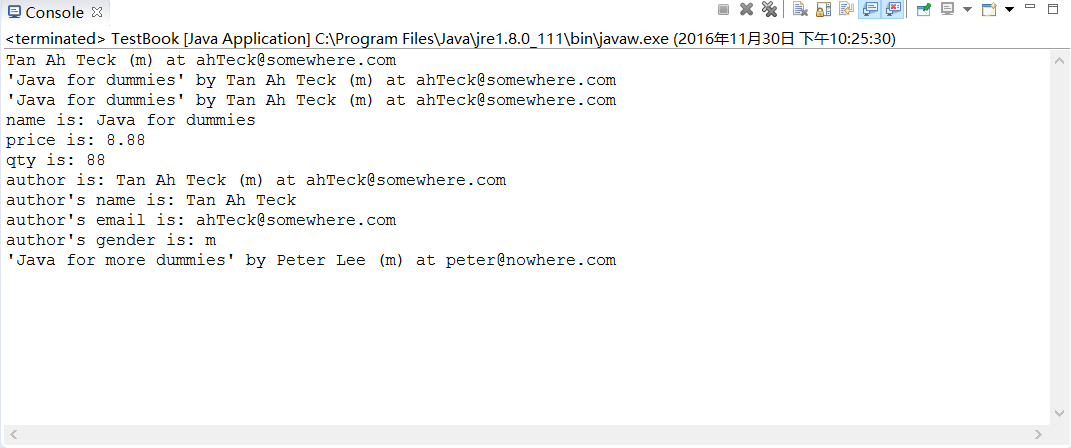 Console
<terminated> TestBook [Java Application] C:\Program Files\Java\jre1.8.0_111\bin\javaw.exe (2016年11月30日 下午10:25:30)
Tan Ah Teck (m) at ahTeck@somewhere.com
'Java for dummies' by Tan Ah Teck (m) at ahTeck@somewhere.com
'Java for dummies' by Tan Ah Teck (m) at ahTeck@somewhere.com
name is: Java for dummies
price is: 8.88
qty is: 88
author is: Tan Ah Teck (m) at ahTeck@somewhere.com
author's name is: Tan Ah Teck
author's email is: ahTeck@somewhere.com
author's gender is: m
'Java for more dummies' by Peter Lee (m) at peter@nowhere.com